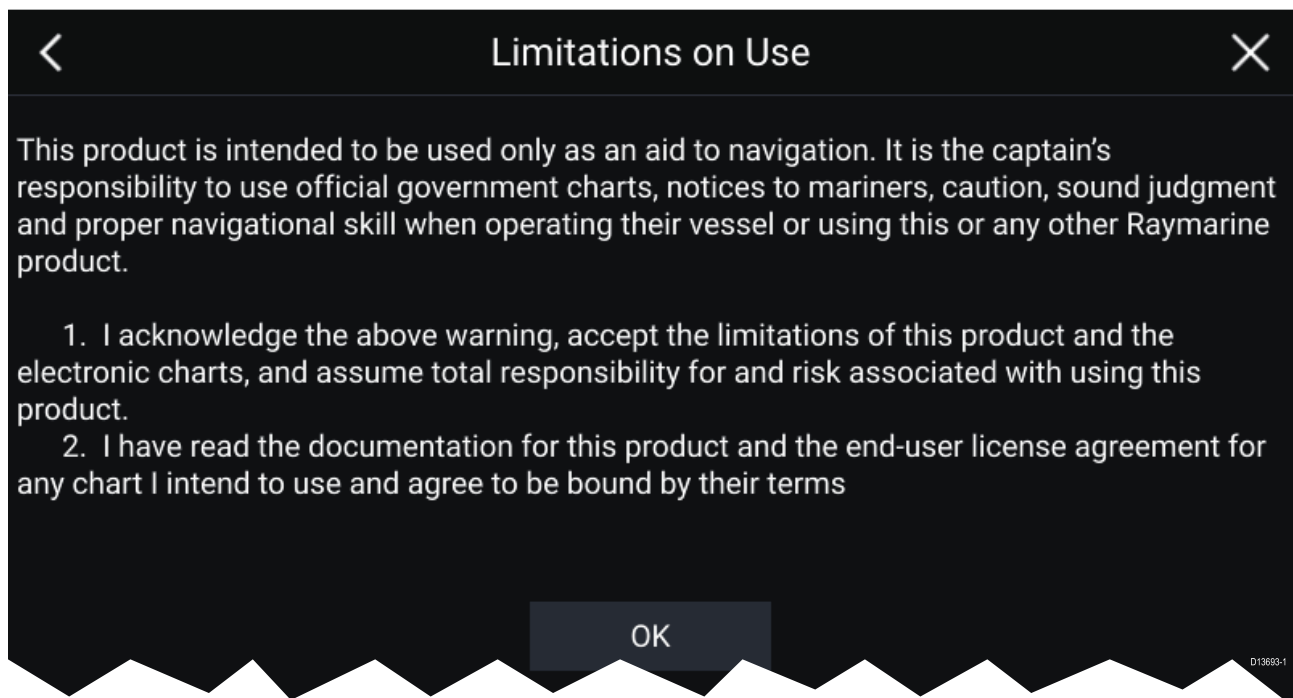 Limitations on Use
This product is intended to be used only as an aid to navigation. It is the captain’s
responsibility to use official government charts, notices to mariners, caution, sound judgment
and proper navigational skill when operating their vessel or using this or any other Raymarine
product.
1. I acknowledge the above warning, accept the limitations of this product and the
electronic charts, and assume total responsibility for and risk associated with using this
product.
2. I have read the documentation for this product and the end-user license agreement for
any chart I intend to use and agree to be bound by their terms
OK
D13693-1